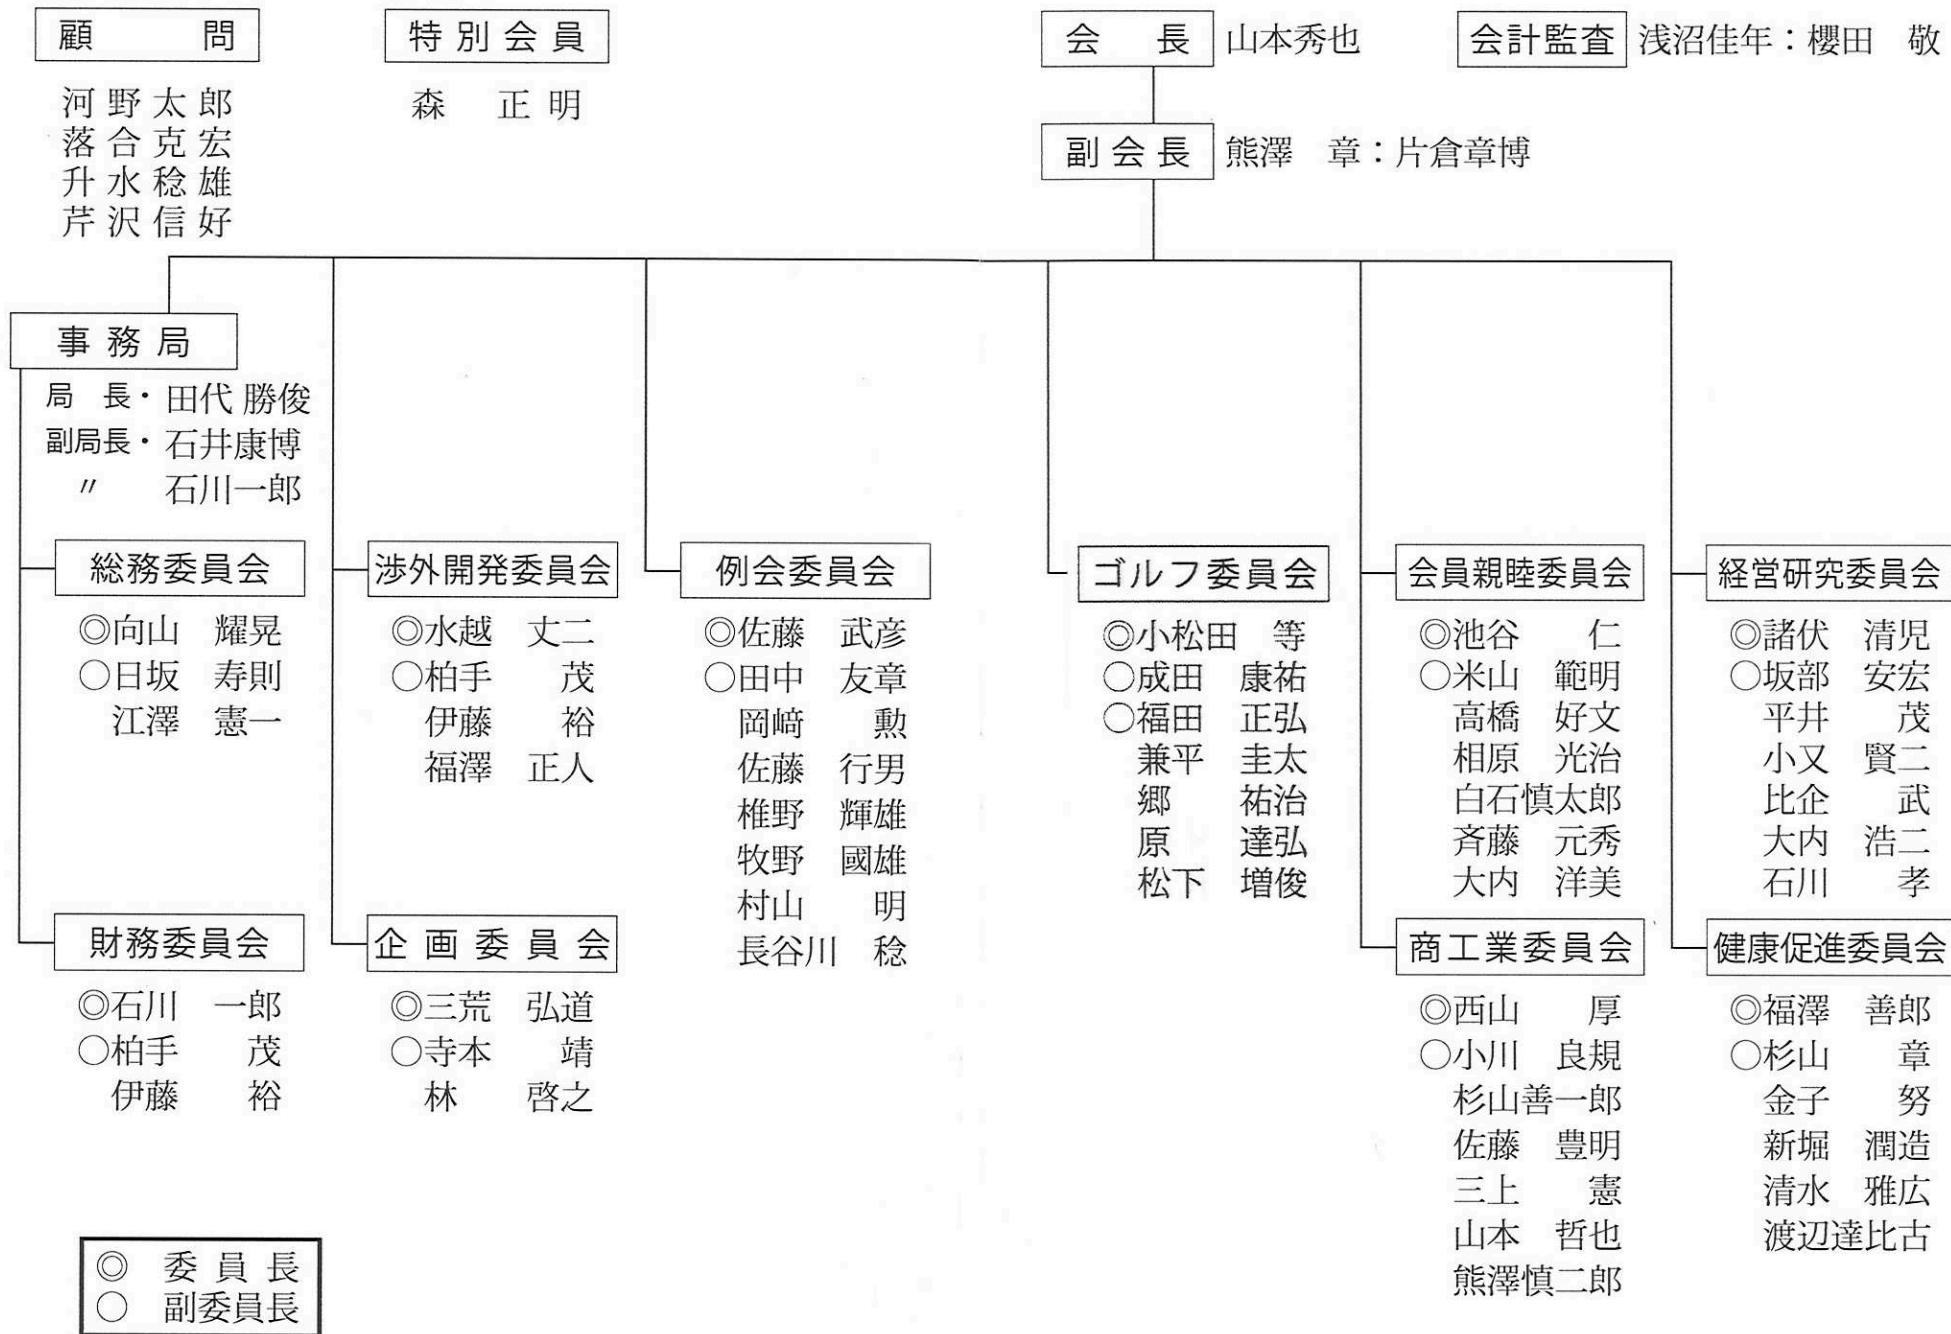 顧　　問
河野太郎
落合克宏
升水稔雄
芹沢信好
特別会員
森　正明
会　長　山本秀也
副会長　熊澤　章：片倉章博
会計監査　浅沼佳年：櫻田　敬
事務局
局　長・田代 勝俊
副局長・石井康博
〃　石川一郎
総務委員会
◎向山　耀晃
○日坂　寿則
江澤　憲一
財務委員会
◎石川　一郎
○柏手　　茂
伊藤　　裕
渉外開発委員会
◎水越　丈二
○柏手　　茂
伊藤　　裕
福澤　正人
企画委員会
◎三荒　弘道
○寺本　　靖
林　　啓之
例会委員会
◎佐藤　武彦
○田中　友章
岡﨑　　勲
佐藤　行男
椎野　輝雄
牧野　國雄
村山　　明
長谷川　稔
ゴルフ委員会
◎小松田　等
○成田　康祐
○福田　正弘
兼平　圭太
郷　　祐治
原　　達弘
松下　増俊
会員親睦委員会
◎池谷　　仁
○米山　範明
高橋　好文
相原　光治
白石慎太郎
斉藤　元秀
大内　洋美
商工業委員会
◎西山　　厚
○小川　良規
杉山善一郎
佐藤　豊明
三上　　憲
山本　哲也
熊澤慎二郎
経営研究委員会
◎諸伏　清児
○坂部　安宏
平井　　茂
小又　賢二
比企　　武
大内　浩二
石川　　孝
健康促進委員会
◎福澤　善郎
○杉山　　章
金子　　努
新堀　潤造
清水　雅広
渡辺達比古
◎　委員長
○　副委員長